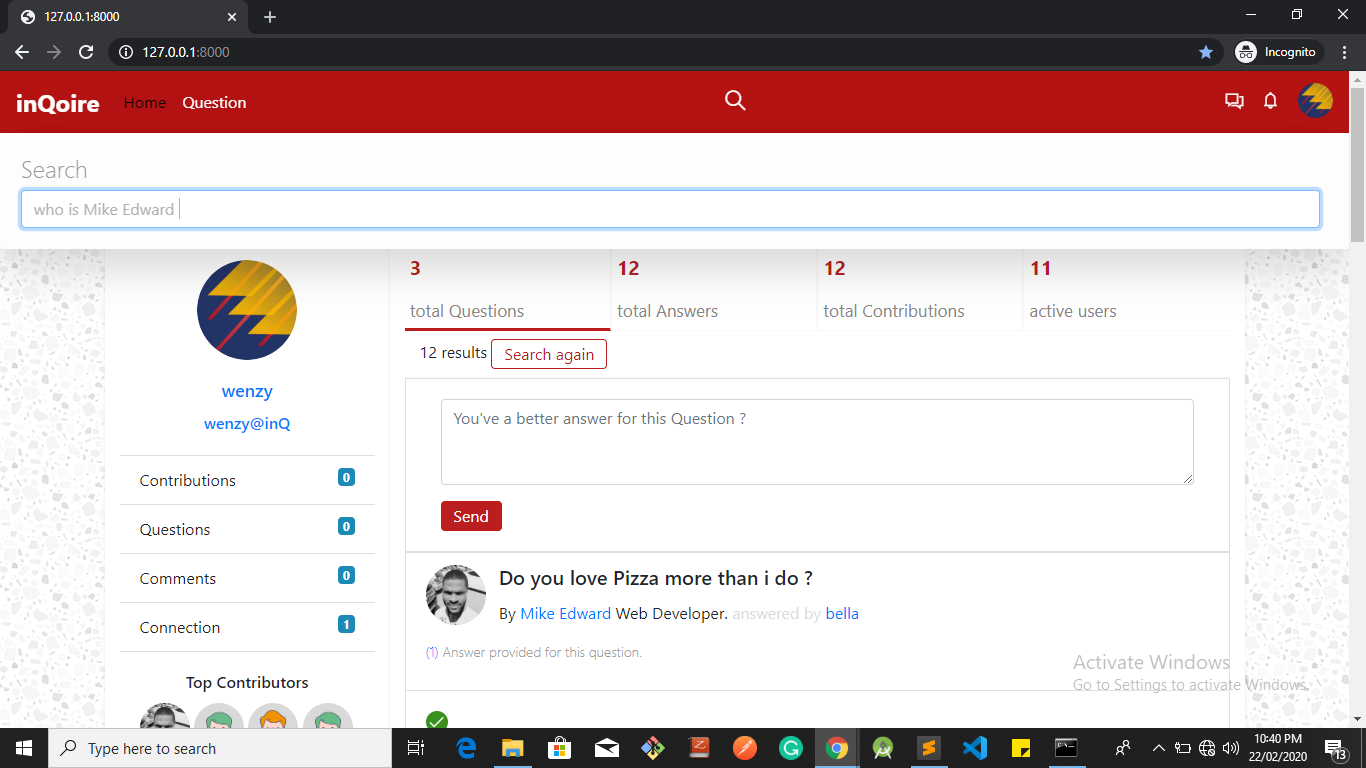 127.0.0.1:8000
127.0.0.1:8000
Incognito
inQoire Home Question
Search
who is Mike Edward
3
total Questions
12
total Answers
12
total Contributions
11
active users
12 results Search again
wenzy
wenzy@inQ
Contributions 0
Questions 0
Comments 0
Connection 1
Top Contributors
You've a better answer for this Question ?
Send
Do you love Pizza more than i do ?
By Mike Edward Web Developer. answered by bella
(1) Answer provided for this question.
Activate Windows
Go to Settings to activate Windows.
Type here to search
10:40 PM
22/02/2020
13